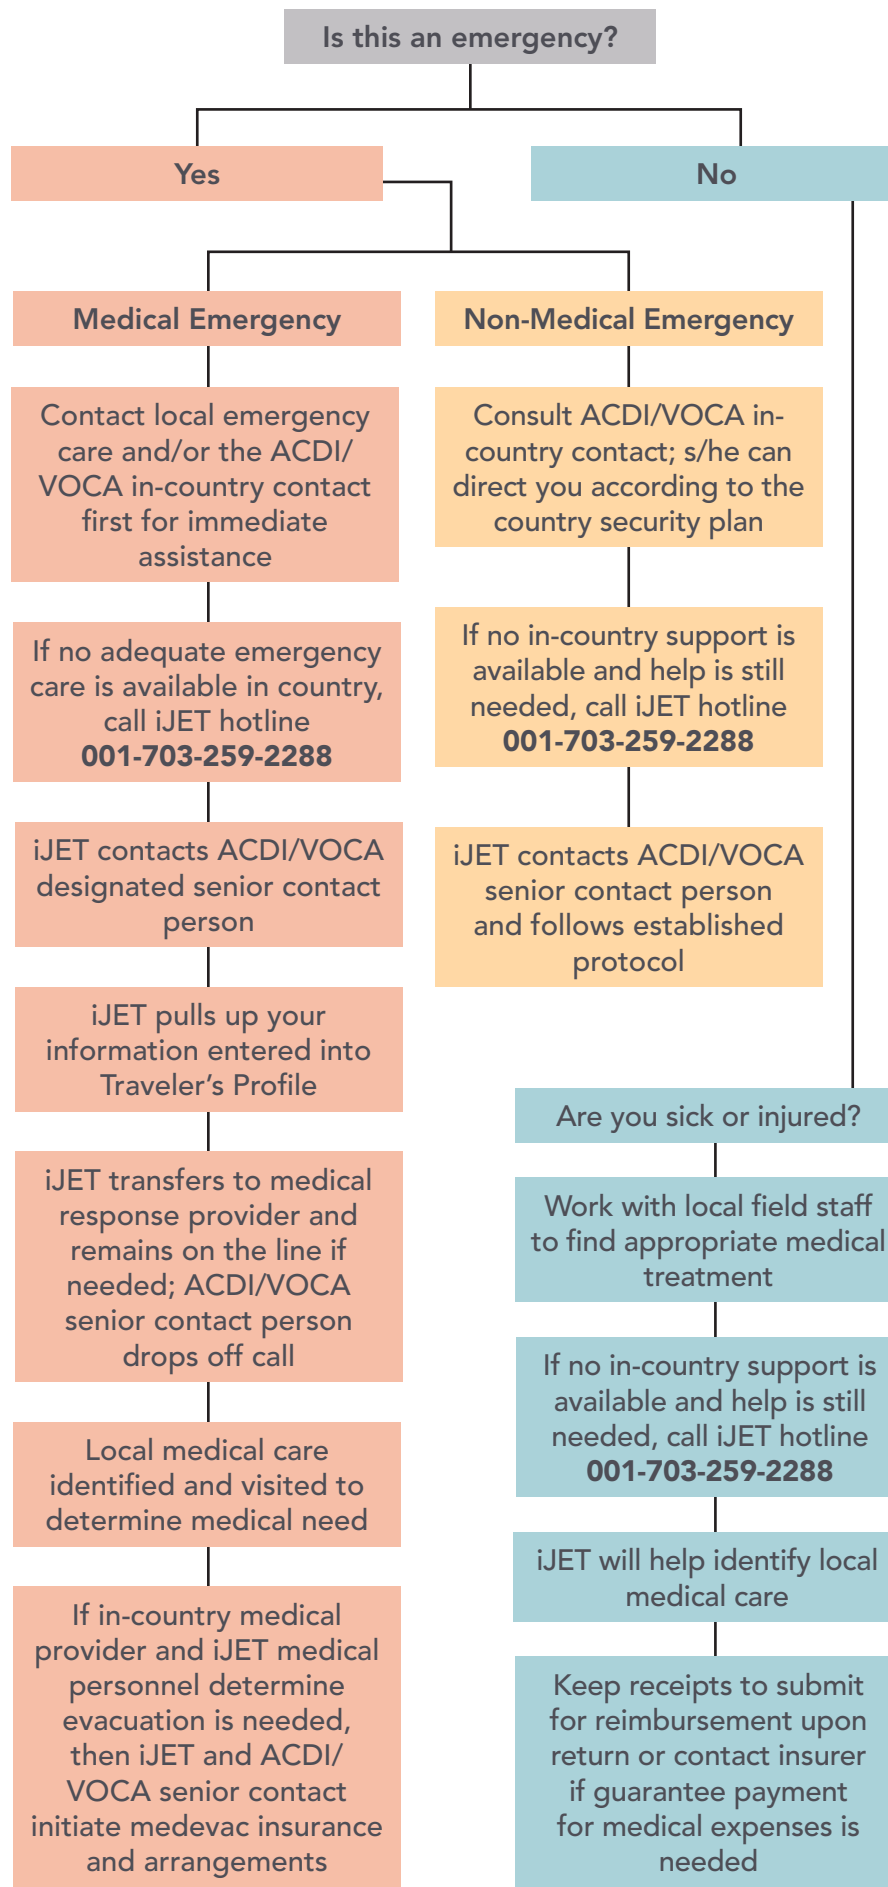 Is this an emergency?
Yes
No
Medical Emergency
Non-Medical Emergency
Contact local emergency
care and/or the ACDI/
VOCA in-country contact
first for immediate
assistance
Consult ACDI/VOCA in-
country contact; s/he can
direct you according to the
country security plan
If no adequate emergency
care is available in country,
call iJET hotline
001-703-259-2288
If no in-country support is
available and help is still
needed, call iJET hotline
001-703-259-2288
iJET contacts ACDI/VOCA
designated senior contact
person
iJET contacts ACDI/VOCA
senior contact person
and follows established
protocol
iJET pulls up your
information entered into
Traveler’s Profile
iJET transfers to medical
response provider and
remains on the line if
needed; ACDI/VOCA
senior contact person
drops off call
Local medical care
identified and visited to
determine medical need
If in-country medical
provider and iJET medical
personnel determine
evacuation is needed,
then iJET and ACDI/
VOCA senior contact
initiate medevac insurance
and arrangements
Are you sick or injured?
Work with local field staff
to find appropriate medical
treatment
If no in-country support is
available and help is still
needed, call iJET hotline
001-703-259-2288
iJET will help identify local
medical care
Keep receipts to submit
for reimbursement upon
return or contact insurer
if guarantee payment
for medical expenses is
needed